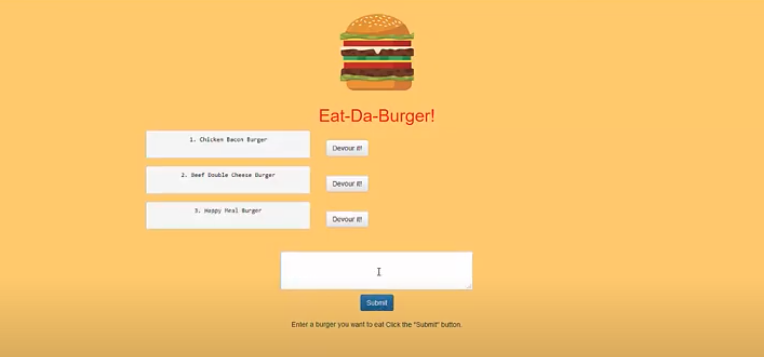 Eat-Da-Burger!
1. Chicken Bacon Burger
Devour it!
2. Beef Double Cheese Burger
Devour it!
3. Happy Meal Burger
Devour it!
Submit
Enter a burger you want to eat Click the "Submit" button.